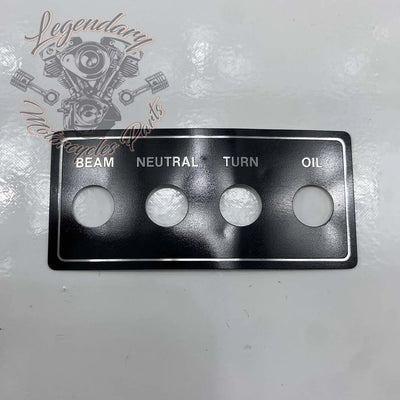 Legendary
Motorcycles Parts
BEAM NEUTRAL TURN OIL